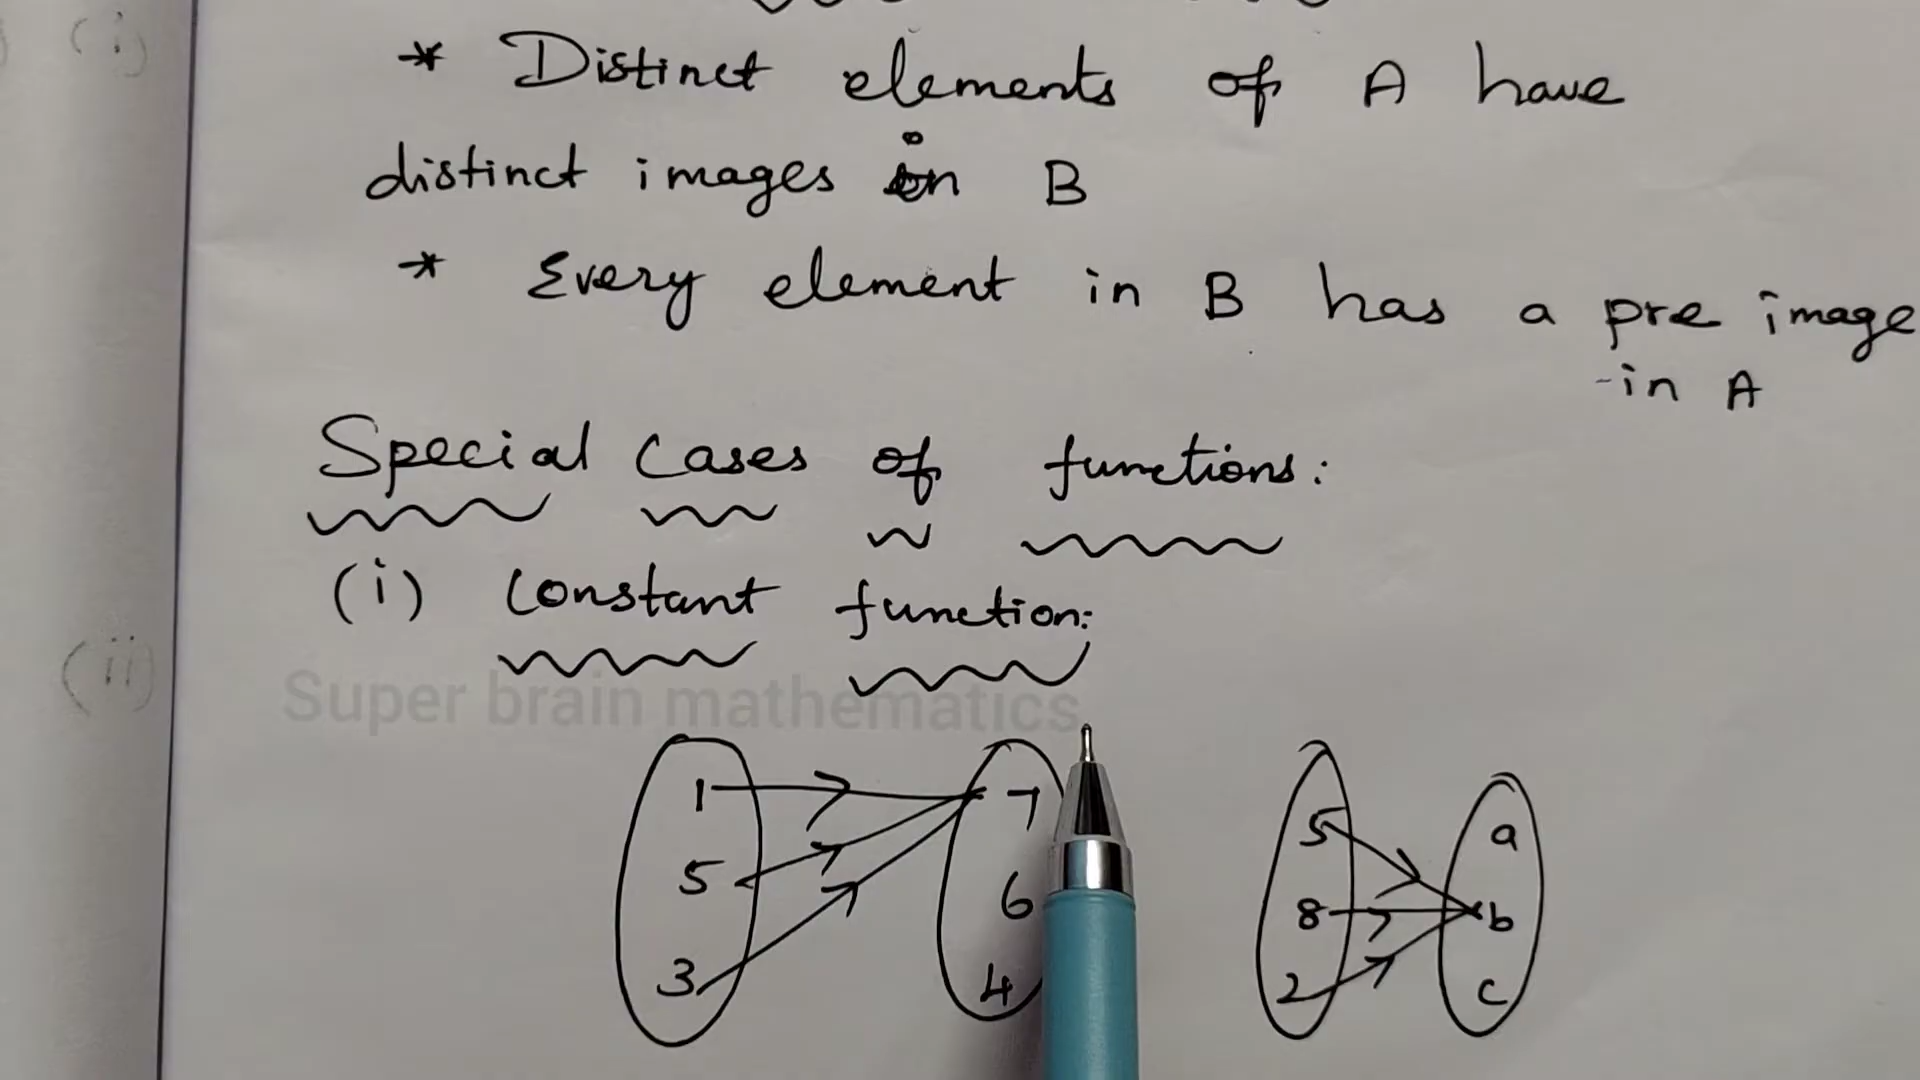 (i)
* Distinct elements of A have
distinct images in B
* Every element in B has a pre image
in A
Special cases of functions:
(i) Constant function:
(ii)
Super brain mathematics
1 7
5 6
3 4
5 a
8 b
2 c